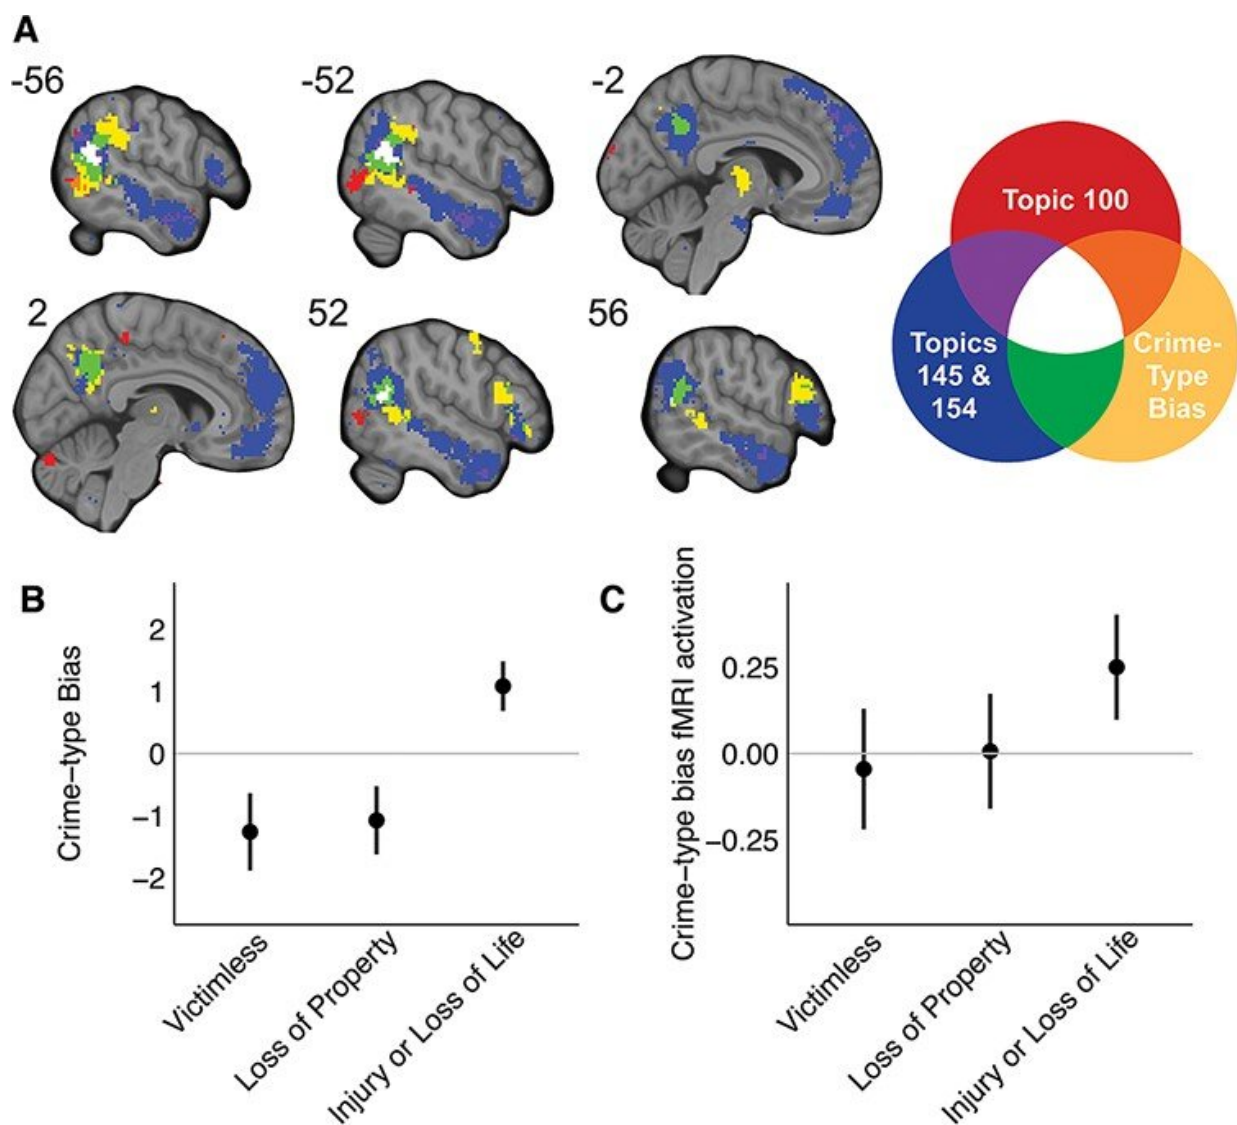 A
-56
-52
-2
2
52
56
Topic 100
Topics
145 &
154
Crime-
Type
Bias
B
Crime−type Bias
2
1
0
−1
−2
Victimless
Loss of Property
Injury or Loss of Life
C
Crime−type bias fMRI activation
0.25
0.00
−0.25
Victimless
Loss of Property
Injury or Loss of Life